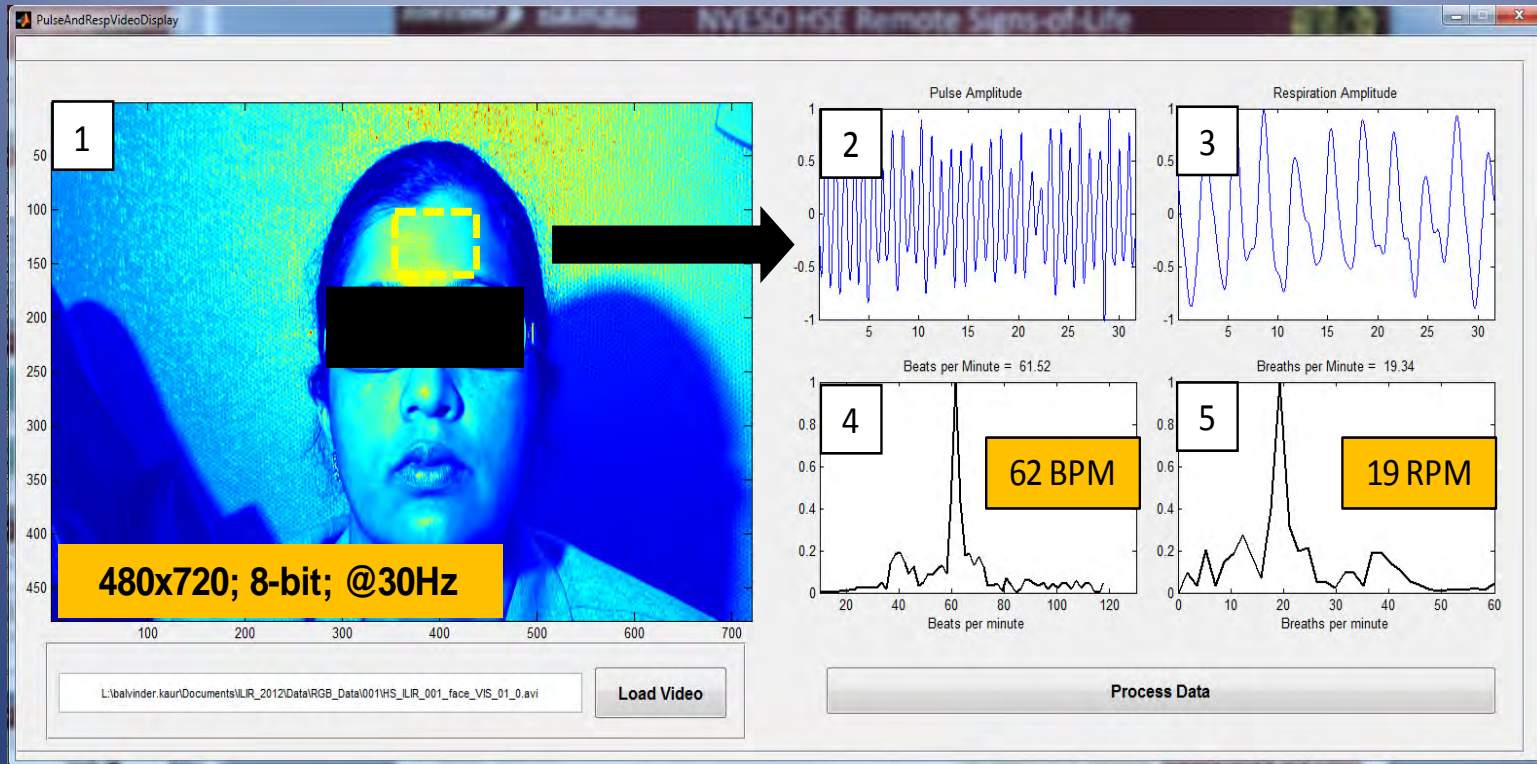 PulseAndRespVideoDisplay
NVESD HSE Remote Signs-of-Life
1
50
100
150
200
250
300
350
400
450
100 200 300 400 500 600 700
480x720; 8-bit; @30Hz
L:\balvinder.kaur\Documents\ILIR_2012\Data\RGB_Data\001\HS_ILIR_001_face_VIS_01_0.avi
Load Video
Pulse Amplitude
2
1
0.5
0
-0.5
-1
5 10 15 20 25 30
Respiration Amplitude
3
1
0.5
0
-0.5
-1
5 10 15 20 25 30
Beats per Minute = 61.52
4
62 BPM
1
0.8
0.6
0.4
0.2
0
20 40 60 80 100 120
Beats per minute
Breaths per Minute = 19.34
5
19 RPM
1
0.8
0.6
0.4
0.2
0
0 10 20 30 40 50 60
Breaths per minute
Process Data